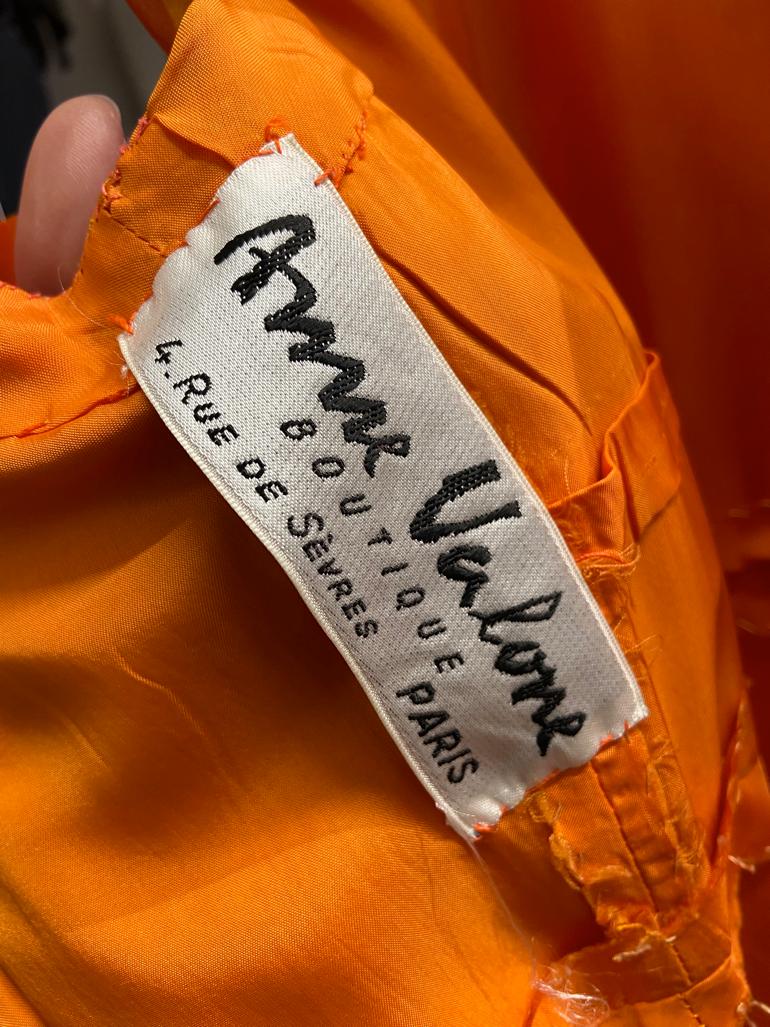 Anne Valone
BOUTIQUE
4. RUE DE SÈVRES PARIS